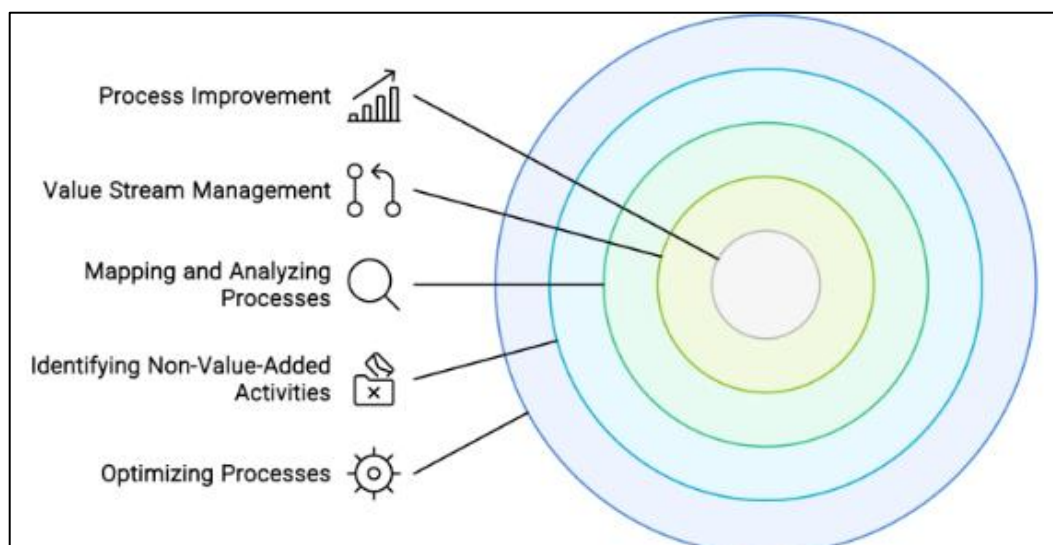 Process Improvement
Value Stream Management
Mapping and Analyzing
Processes
Identifying Non-Value-Added
Activities
Optimizing Processes